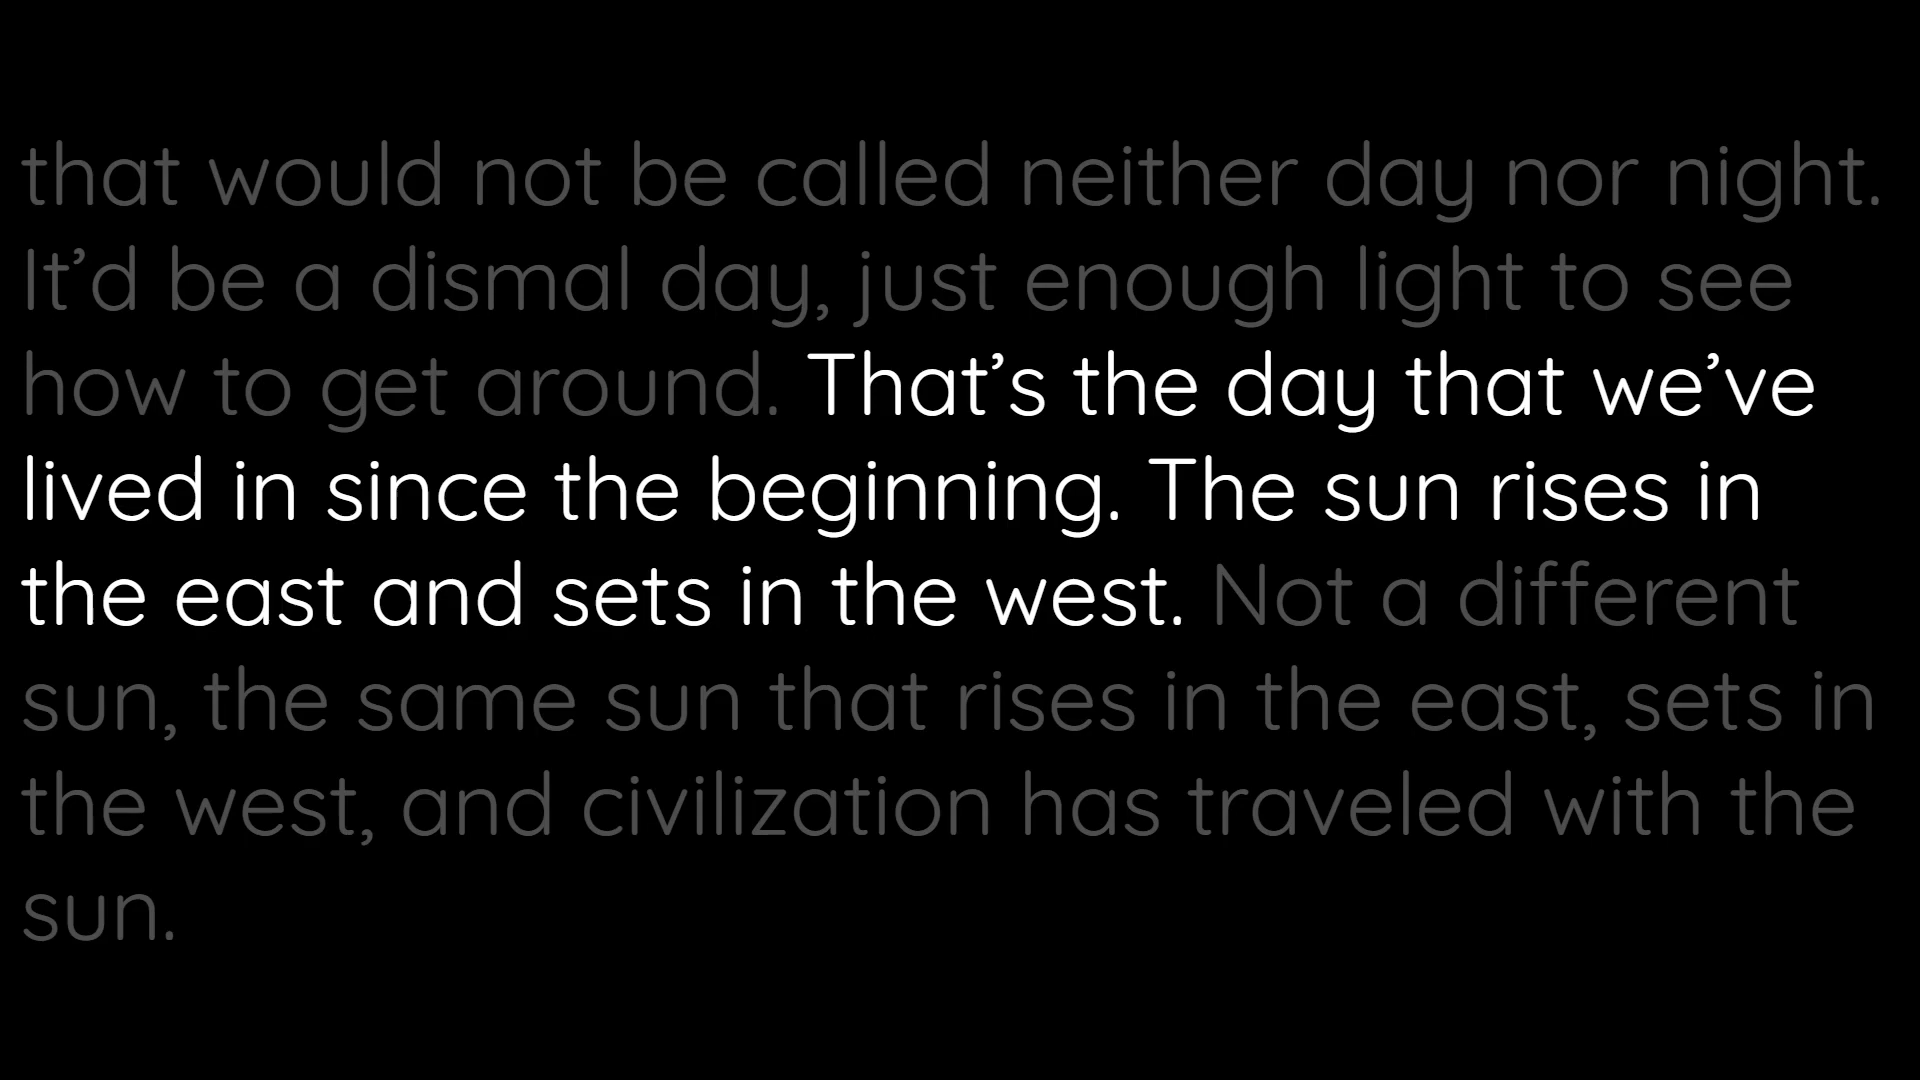 that would not be called neither day nor night.
It’d be a dismal day, just enough light to see
how to get around. That’s the day that we’ve
lived in since the beginning. The sun rises in
the east and sets in the west. Not a different
sun, the same sun that rises in the east, sets in
the west, and civilization has traveled with the
sun.